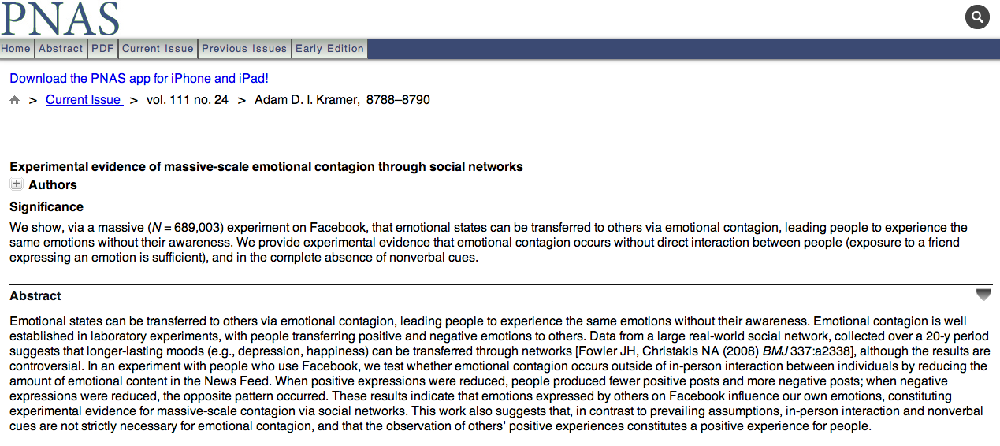 PNAS
Home Abstract PDF Current Issue Previous Issues Early Edition
Download the PNAS app for iPhone and iPad!
> Current Issue > vol. 111 no. 24 > Adam D. I. Kramer, 8788–8790
Experimental evidence of massive-scale emotional contagion through social networks
Authors
Significance
We show, via a massive (N = 689,003) experiment on Facebook, that emotional states can be transferred to others via emotional contagion, leading people to experience the
same emotions without their awareness. We provide experimental evidence that emotional contagion occurs without direct interaction between people (exposure to a friend
expressing an emotion is sufficient), and in the complete absence of nonverbal cues.
Abstract
Emotional states can be transferred to others via emotional contagion, leading people to experience the same emotions without their awareness. Emotional contagion is well
established in laboratory experiments, with people transferring positive and negative emotions to others. Data from a large real-world social network, collected over a 20-y period
suggests that longer-lasting moods (e.g., depression, happiness) can be transferred through networks [Fowler JH, Christakis NA (2008) BMJ 337:a2338], although the results are
controversial. In an experiment with people who use Facebook, we test whether emotional contagion occurs outside of in-person interaction between individuals by reducing the
amount of emotional content in the News Feed. When positive expressions were reduced, people produced fewer positive posts and more negative posts; when negative
expressions were reduced, the opposite pattern occurred. These results indicate that emotions expressed by others on Facebook influence our own emotions, constituting
experimental evidence for massive-scale contagion via social networks. This work also suggests that, in contrast to prevailing assumptions, in-person interaction and nonverbal
cues are not strictly necessary for emotional contagion, and that the observation of others’ positive experiences constitutes a positive experience for people.